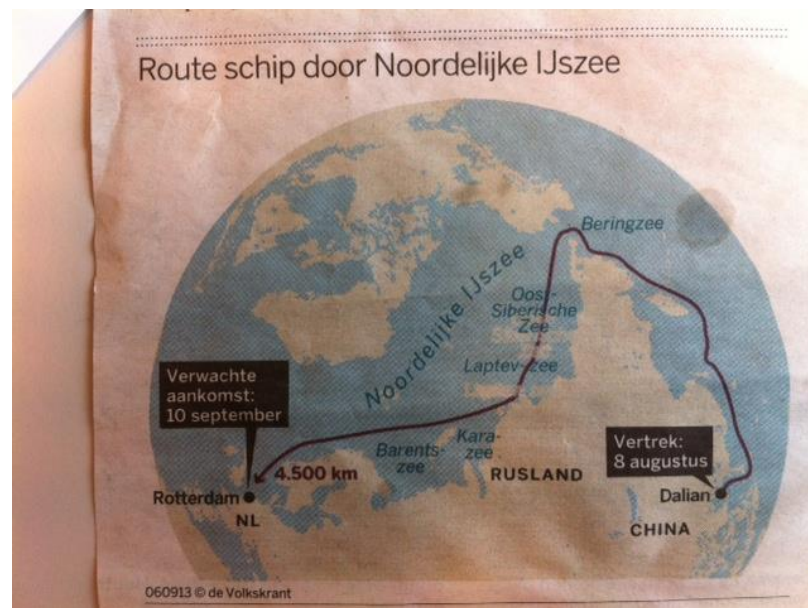 Route schip door Noordelijke IJszee
Beringzee
Noordelijke IJszee
Oost-
Siberische
Zee
Laptev-zee
Verwachte
aankomst:
10 september
Kara-
zee
Barents-
zee
4.500 km
RUSLAND
Vertrek:
8 augustus
Rotterdam
NL
Dalian
CHINA
060913 © de Volkskrant